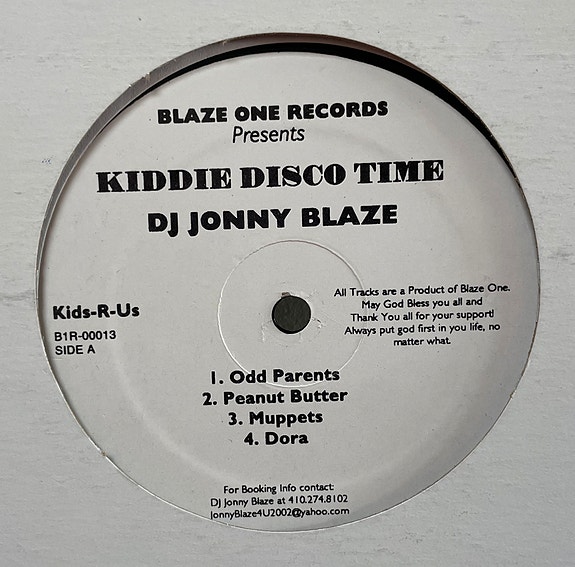 BLAZE ONE RECORDS
Presents
KIDDIE DISCO TIME
DJ JONNY BLAZE
Kids-R-Us
B1R-00013
SIDE A
All Tracks are a Product of Blaze One.
May God Bless you all and
Thank You all for your support!
Always put god first in you life, no
matter what.
1. Odd Parents
2. Peanut Butter
3. Muppets
4. Dora
For Booking Info contact:
DJ Jonny Blaze at 410.274.8102
JonnyBlaze4U2002@yahoo.com